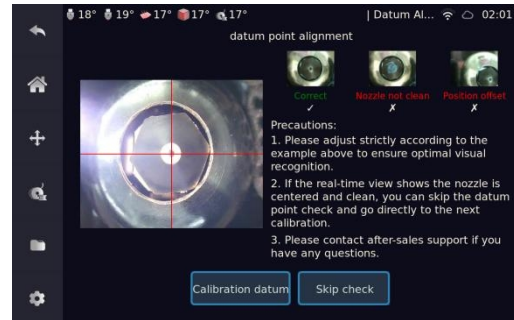 18° 19° 17° 17° 17° | Datum Al... 02:01
datum point alignment
Correct Nozzle not clean Position offset
✓ ✗ ✗
Precautions:
1. Please adjust strictly according to the
example above to ensure optimal visual
recognition.
2. If the real-time view shows the nozzle is
centered and clean, you can skip the datum
point check and go directly to the next
calibration.
3. Please contact after-sales support if you
have any questions.
Calibration datum Skip check